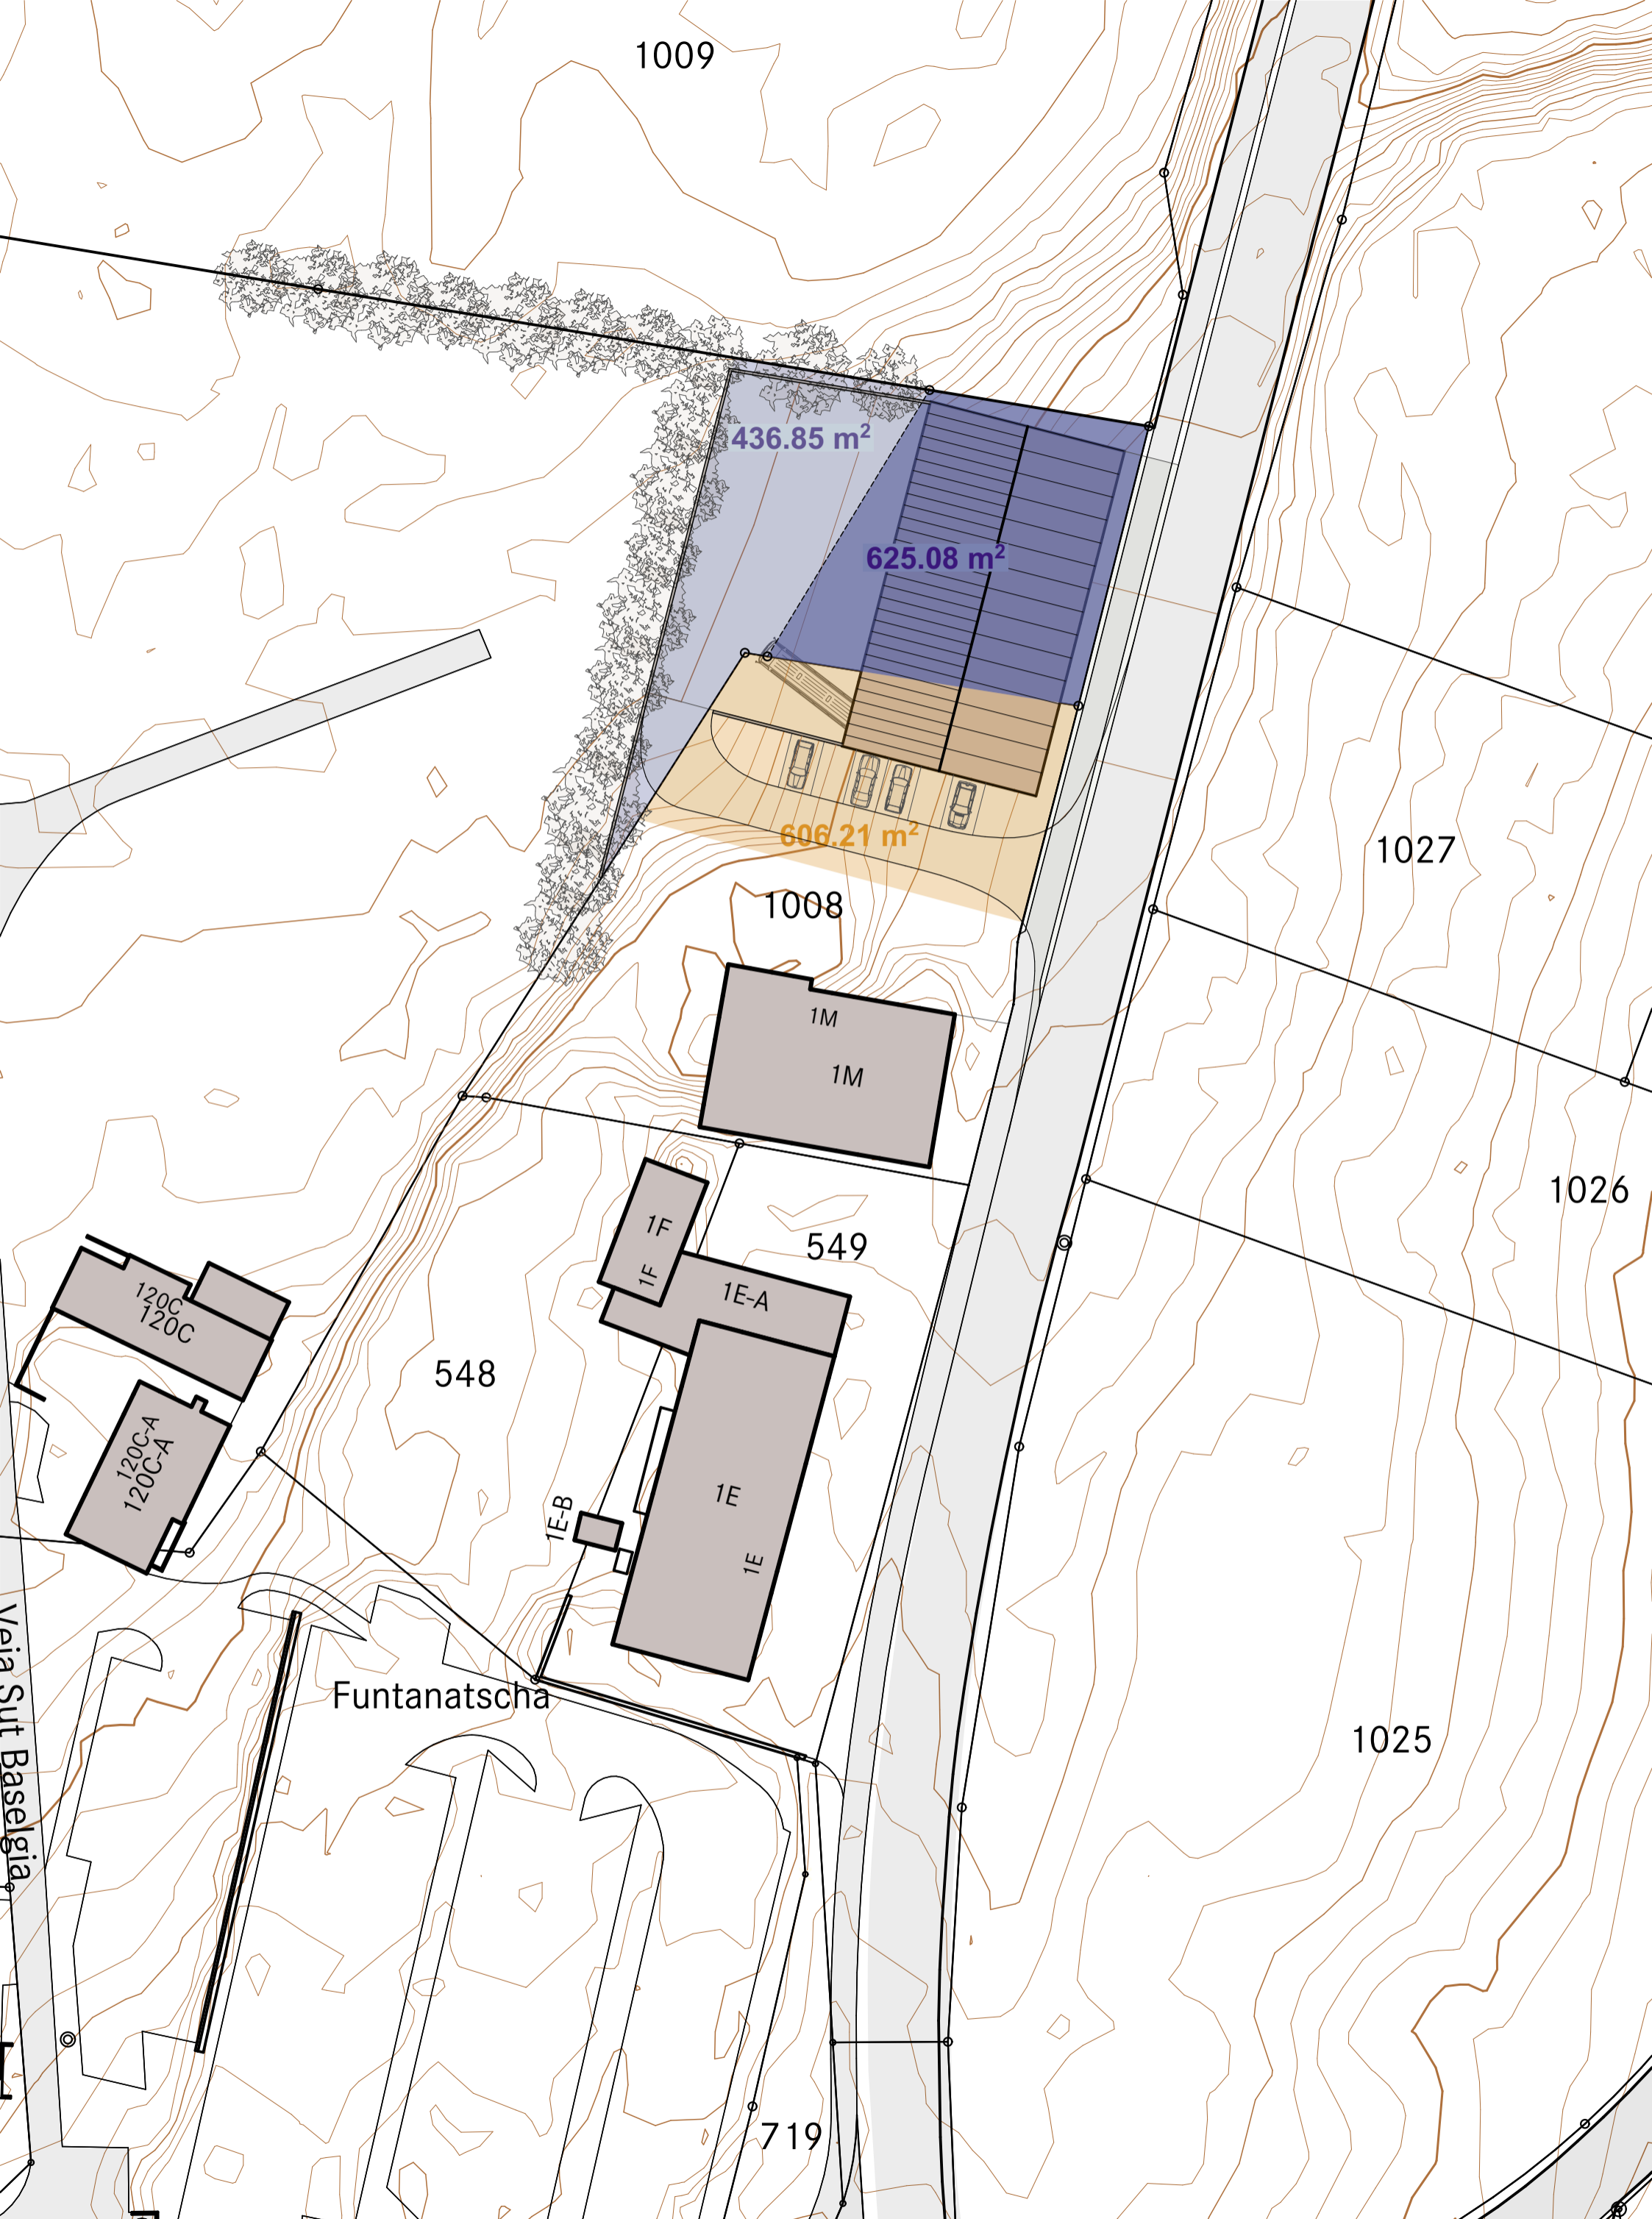 1009
436.85 m²
625.08 m²
606.21 m²
1008
1027
1M
1M
1026
1F
1F
549
1E-A
120C
120C
548
120C-A
120C-A
1E-B
1E
1E
Funtanatscha
1025
Veia Sut Baselgia
719